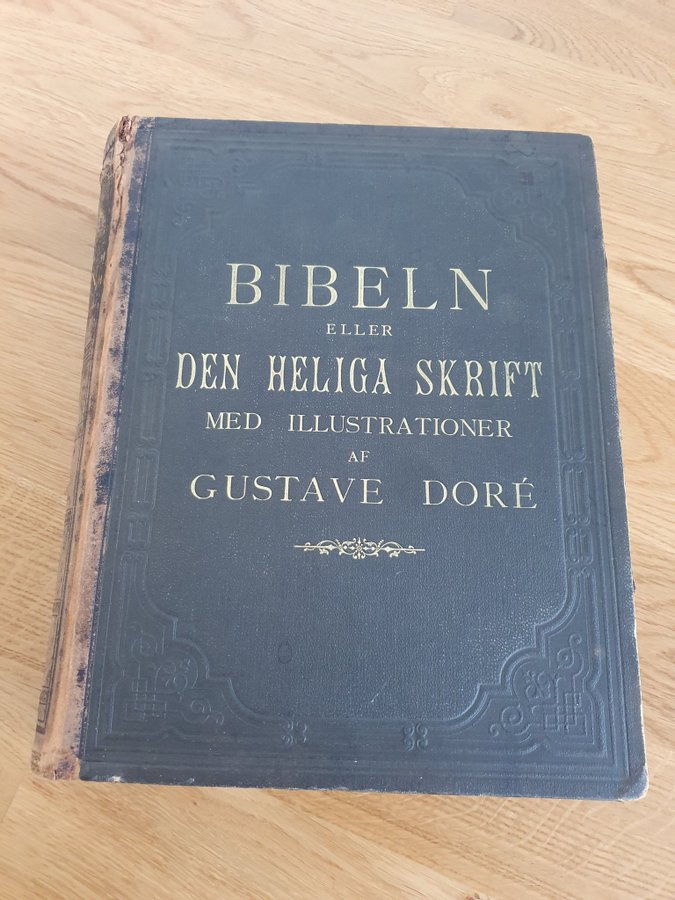 BIBELN
ELLER
DEN HELIGA SKRIFT
MED ILLUSTRATIONER
AF
GUSTAVE DORÉ